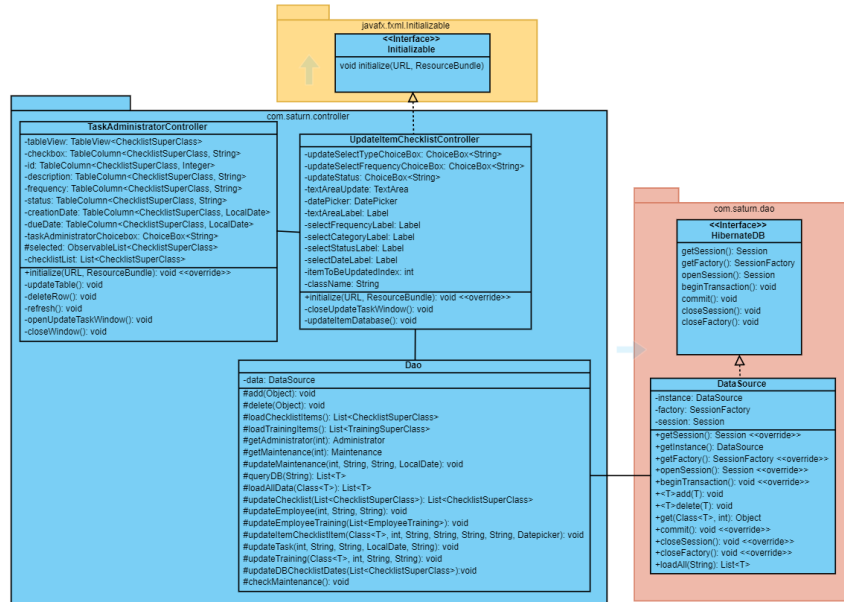 javafx.fxml.Initializable
<<Interface>>
Initializable
void initialize(URL, ResourceBundle)
com.saturn.controller
TaskAdministratorController
-tableView: TableView<ChecklistSuperClass>
-checkbox: TableColumn<ChecklistSuperClass, String>
-id: TableColumn<ChecklistSuperClass, Integer>
-description: TableColumn<ChecklistSuperClass, String>
-frequency: TableColumn<ChecklistSuperClass, String>
-status: TableColumn<ChecklistSuperClass, String>
-creationDate: TableColumn<ChecklistSuperClass, LocalDate>
-dueDate: TableColumn<ChecklistSuperClass, LocalDate>
-taskAdministratorChoicebox: ChoiceBox<String>
#selected: ObservableList<ChecklistSuperClass>
-checklistList: List<ChecklistSuperClass>
+initialize(URL, ResourceBundle): void <<override>>
-updateTable(): void
-deleteRow(): void
-refresh(): void
-openUpdateTaskWindow(): void
-closeWindow(): void
UpdateItemChecklistController
-updateSelectTypeChoiceBox: ChoiceBox<String>
-updateSelectFrequencyChoiceBox: ChoiceBox<String>
-updateStatus: ChoiceBox<String>
-textAreaUpdate: TextArea
-datePicker: DatePicker
-textAreaLabel: Label
-selectFrequencyLabel: Label
-selectCategoryLabel: Label
-selectStatusLabel: Label
-selectDateLabel: Label
-itemToBeUpdatedIndex: int
-className: String
+initialize(URL, ResourceBundle): void <<override>>
-closeUpdateTaskWindow(): void
-updateItemDatabase(): void
Dao
-data: DataSource
#add(Object): void
#delete(Object): void
#loadChecklistItems(): List<ChecklistSuperClass>
#loadTrainingItems(): List<TrainingSuperClass>
#getAdministrator(int): Administrator
#getMaintenance(int): Maintenance
#updateMaintenance(int, String, String, LocalDate): void
#queryDB(String): List<T>
#loadAllData(Class<T>): List<T>
#updateChecklist(List<ChecklistSuperClass>): List<ChecklistSuperClass>
#updateEmployee(int, String, String): void
#updateEmployeeTraining(List<EmployeeTraining>): void
#updateItemChecklistItem(Class<T>, int, String, String, String, String, Datepicker): void
#updateTask(int, String, String, LocalDate, String): void
#updateTraining(Class<T>, int, String, String): void
#updateDBChecklistDates(List<ChecklistSuperClass>):void
#checkMaintenance(): void
com.saturn.dao
<<Interface>>
HibernateDB
getSession(): Session
getFactory(): SessionFactory
openSession(): Session
beginTransaction(): void
commit(): void
closeSession(): void
closeFactory(): void
DataSource
-instance: DataSource
-factory: SessionFactory
-session: Session
+getSession(): Session <<override>>
+getInstance(): DataSource
+getFactory(): SessionFactory <<override>>
+openSession(): Session <<override>>
+beginTransaction(): void <<override>>
+<T>add(T): void
+<T>delete(T): void
+get(Class<T>, int): Object
+commit(): void <<override>>
+closeSession(): void <<override>>
+closeFactory(): void <<override>>
+loadAll(String): List<T>